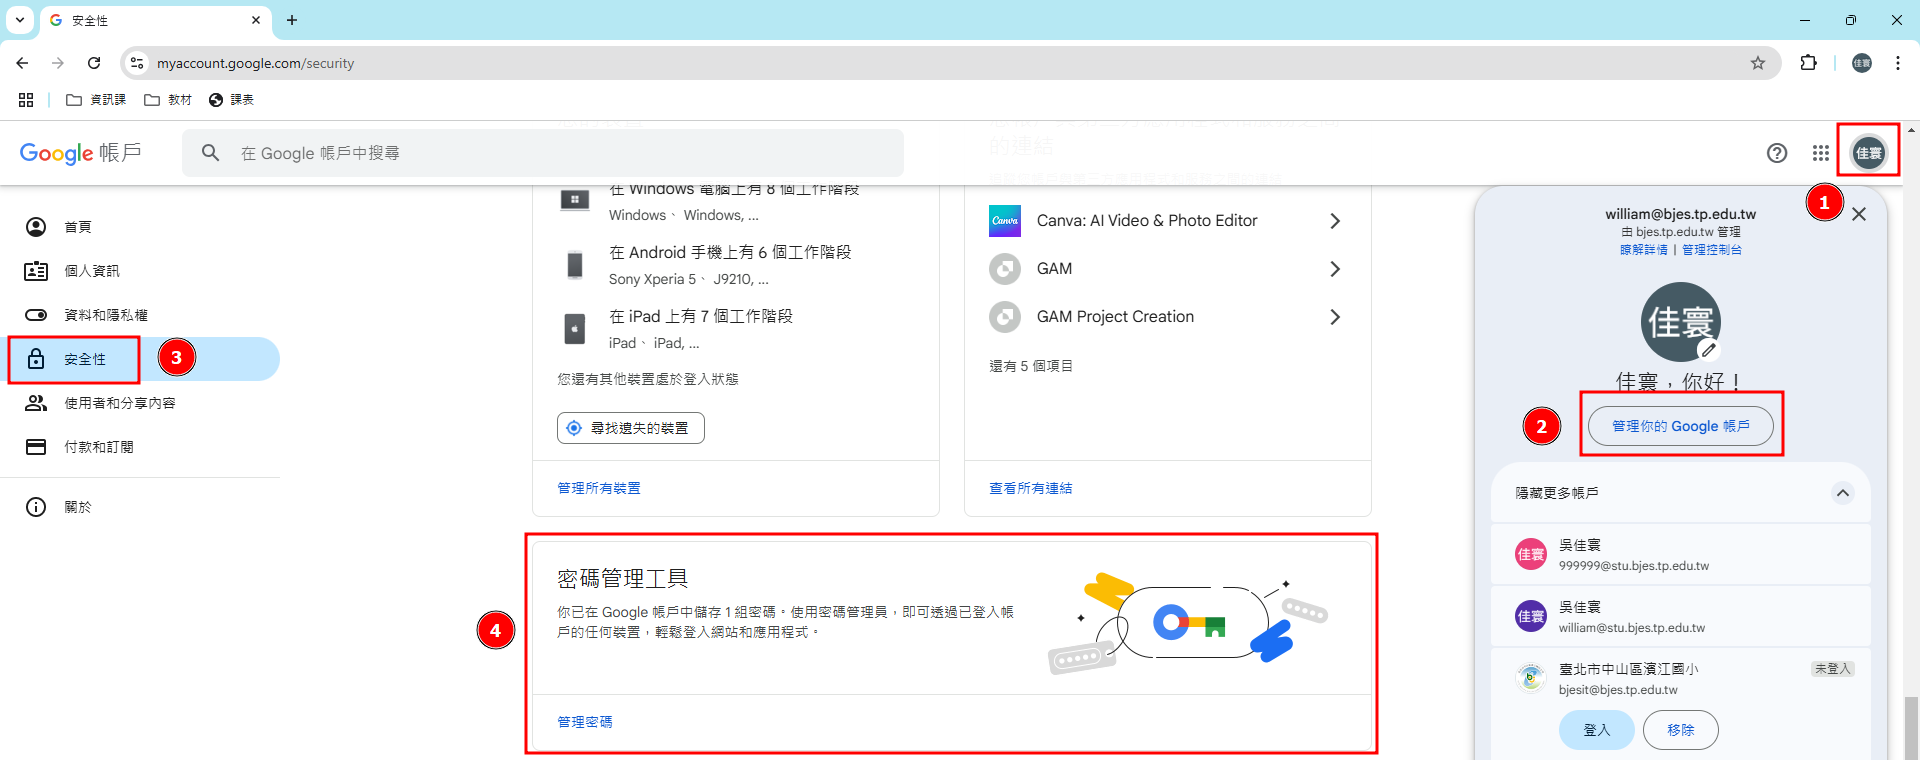 安全性
myaccount.google.com/security
佳寰
資訊課
教材
課表
Google 帳戶
在 Google 帳戶中搜尋
佳寰
首頁
個人資訊
資料和隱私權
安全性
3
使用者和分享內容
付款和訂閱
關於
在 Windows 電腦上有 8 個工作階段
Windows、 Windows, ...
在 Android 手機上有 6 個工作階段
Sony Xperia 5、 J9210, ...
在 iPad 上有 7 個工作階段
iPad、 iPad, ...
您還有其他裝置處於登入狀態
尋找遺失的裝置
管理所有裝置
的連結
Canva
Canva: AI Video & Photo Editor
GAM
GAM Project Creation
還有 5 個項目
查看所有連結
4
密碼管理工具
你已在 Google 帳戶中儲存 1 組密碼。使用密碼管理員，即可透過已登入帳
戶的任何裝置，輕鬆登入網站和應用程式。
管理密碼
1
william@bjes.tp.edu.tw
由 bjes.tp.edu.tw 管理
瞭解詳情 | 管理控制台
佳寰
佳寰，你好！
2
管理你的 Google 帳戶
隱藏更多帳戶
佳寰
吳佳寰
999999@stu.bjes.tp.edu.tw
佳寰
吳佳寰
william@stu.bjes.tp.edu.tw
臺北市中山區濱江國小
未登入
bjesit@bjes.tp.edu.tw
登入
移除